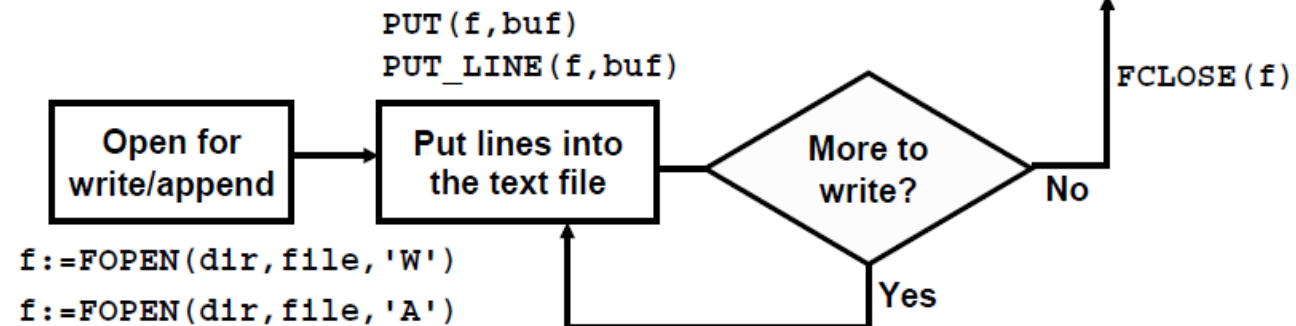 PUT(f,buf)
PUT_LINE(f,buf)
FCLOSE(f)
Open for
write/append
Put lines into
the text file
More to
write?
No
f:=FOPEN(dir,file,'W')
f:=FOPEN(dir,file,'A')
Yes